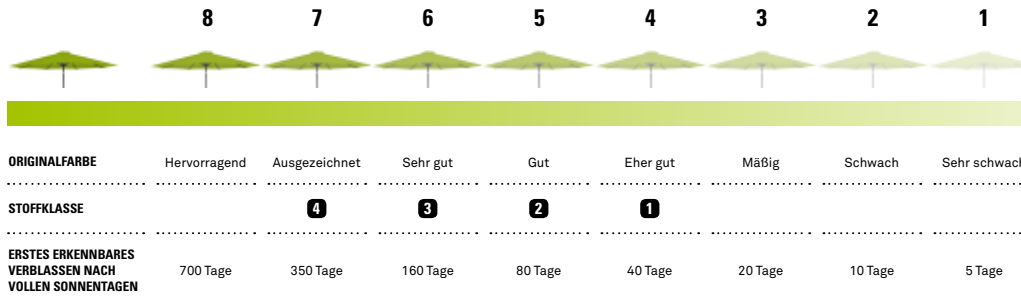 8 7 6 5 4 3 2 1
ORIGINALFARBE Hervorragend Ausgezeichnet Sehr gut Gut Eher gut Mäßig Schwach Sehr schwach
STOFFKLASSE 4 3 2 1
ERSTES ERKENNBARES
VERBLASSEN NACH 700 Tage 350 Tage 160 Tage 80 Tage 40 Tage 20 Tage 10 Tage 5 Tage
VOLLEN SONNENTAGEN